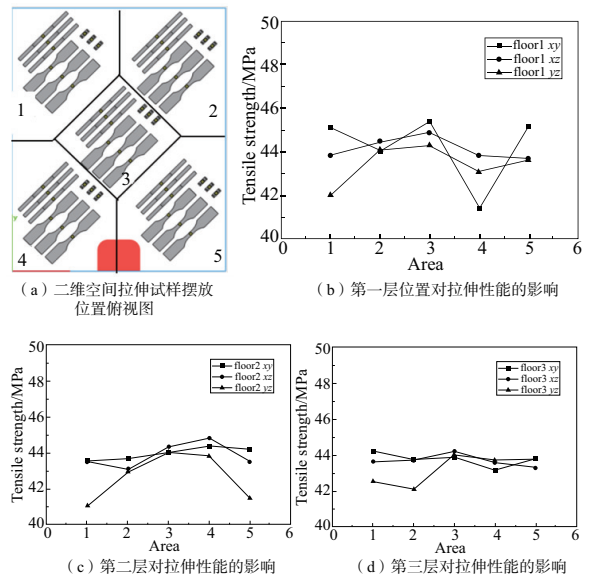 1
2
3
4
5
（a）二维空间拉伸试样摆放
位置俯视图
50
48
46
44
42
40
Tensile strength/MPa
floor1 xy
floor1 xz
floor1 yz
0 1 2 3 4 5 6
Area
（b）第一层位置对拉伸性能的影响
50
48
46
44
42
40
Tensile strength/MPa
floor2 xy
floor2 xz
floor2 yz
0 1 2 3 4 5 6
Area
（c）第二层对拉伸性能的影响
50
48
46
44
42
40
Tensile strength/MPa
floor3 xy
floor3 xz
floor3 yz
0 1 2 3 4 5 6
Area
（d）第三层对拉伸性能的影响